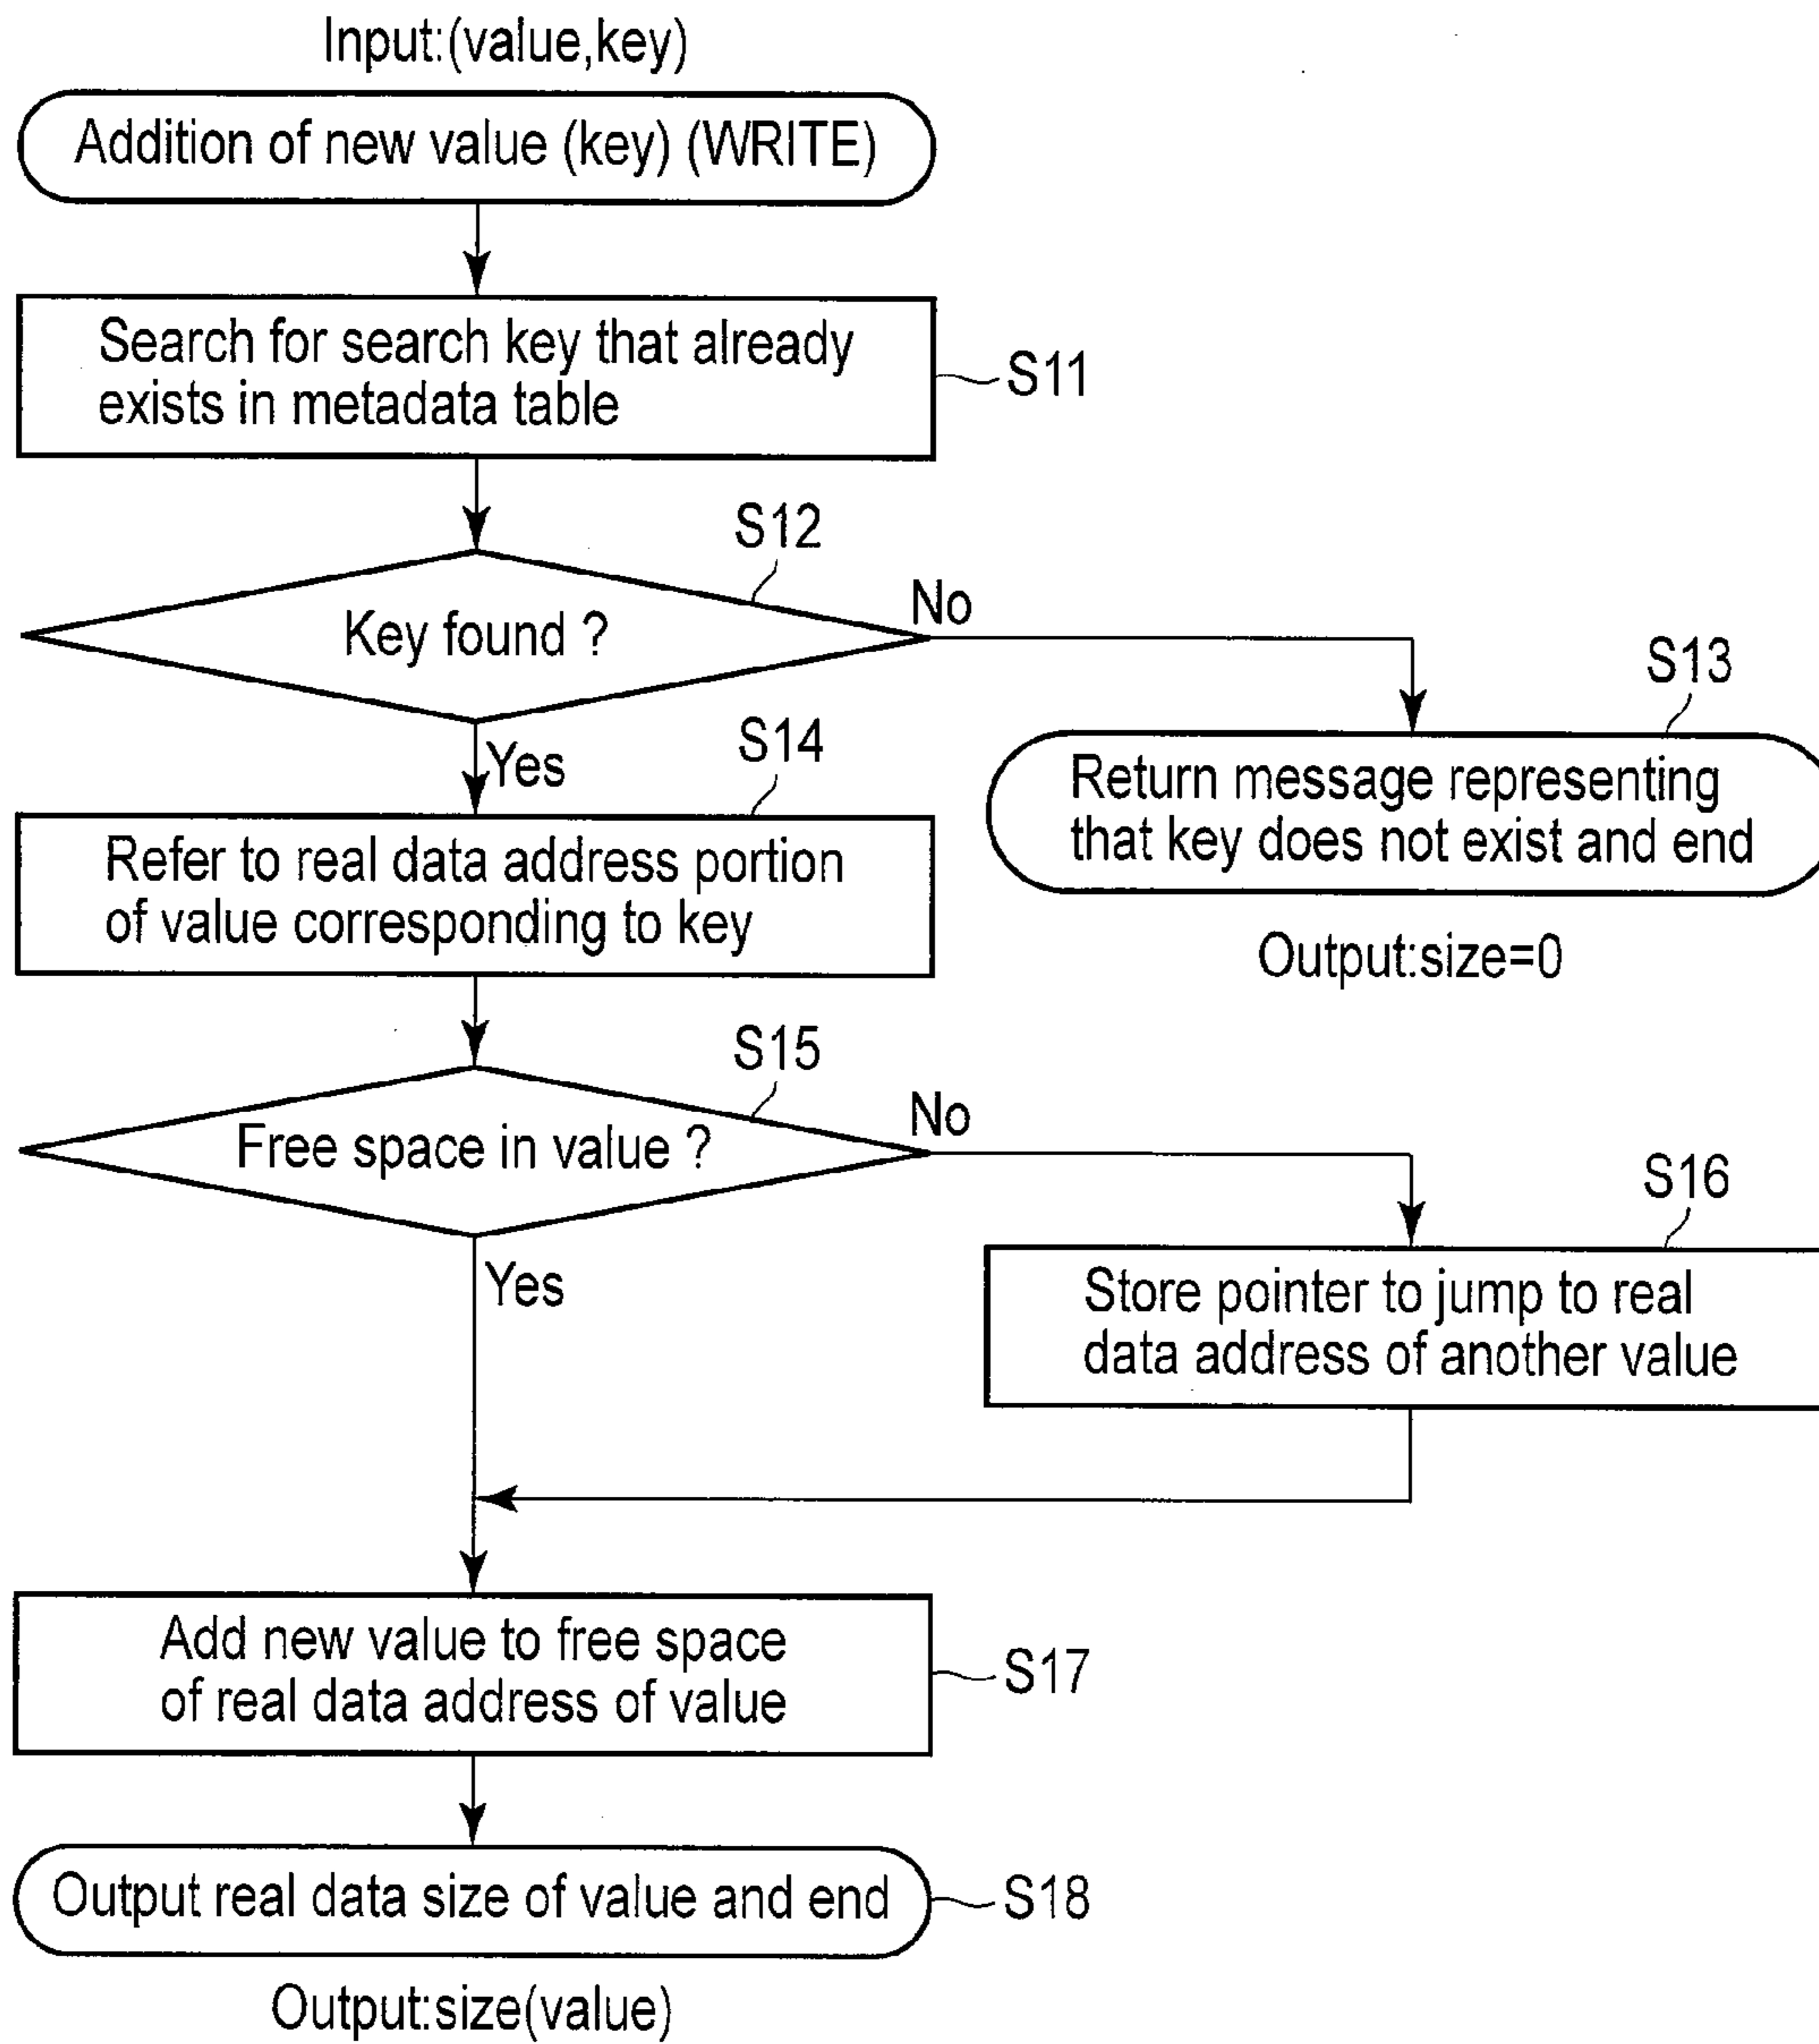 Input:(value,key)
Addition of new value (key) (WRITE)
Search for search key that already
exists in metadata table
S11
S12
Key found ?
No
S13
Return message representing
that key does not exist and end
Output:size=0
Yes
S14
Refer to real data address portion
of value corresponding to key
S15
Free space in value ?
No
S16
Store pointer to jump to real
data address of another value
Yes
Add new value to free space
of real data address of value
S17
Output real data size of value and end
S18
Output:size(value)